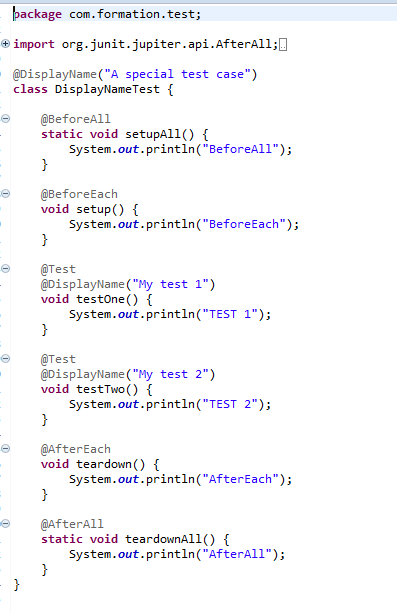 package com.formation.test;
import org.junit.jupiter.api.AfterAll;
@DisplayName("A special test case")
class DisplayNameTest {
@BeforeAll
static void setupAll() {
System.out.println("BeforeAll");
}
@BeforeEach
void setup() {
System.out.println("BeforeEach");
}
@Test
@DisplayName("My test 1")
void testOne() {
System.out.println("TEST 1");
}
@Test
@DisplayName("My test 2")
void testTwo() {
System.out.println("TEST 2");
}
@AfterEach
void teardown() {
System.out.println("AfterEach");
}
@AfterAll
static void teardownAll() {
System.out.println("AfterAll");
}
}